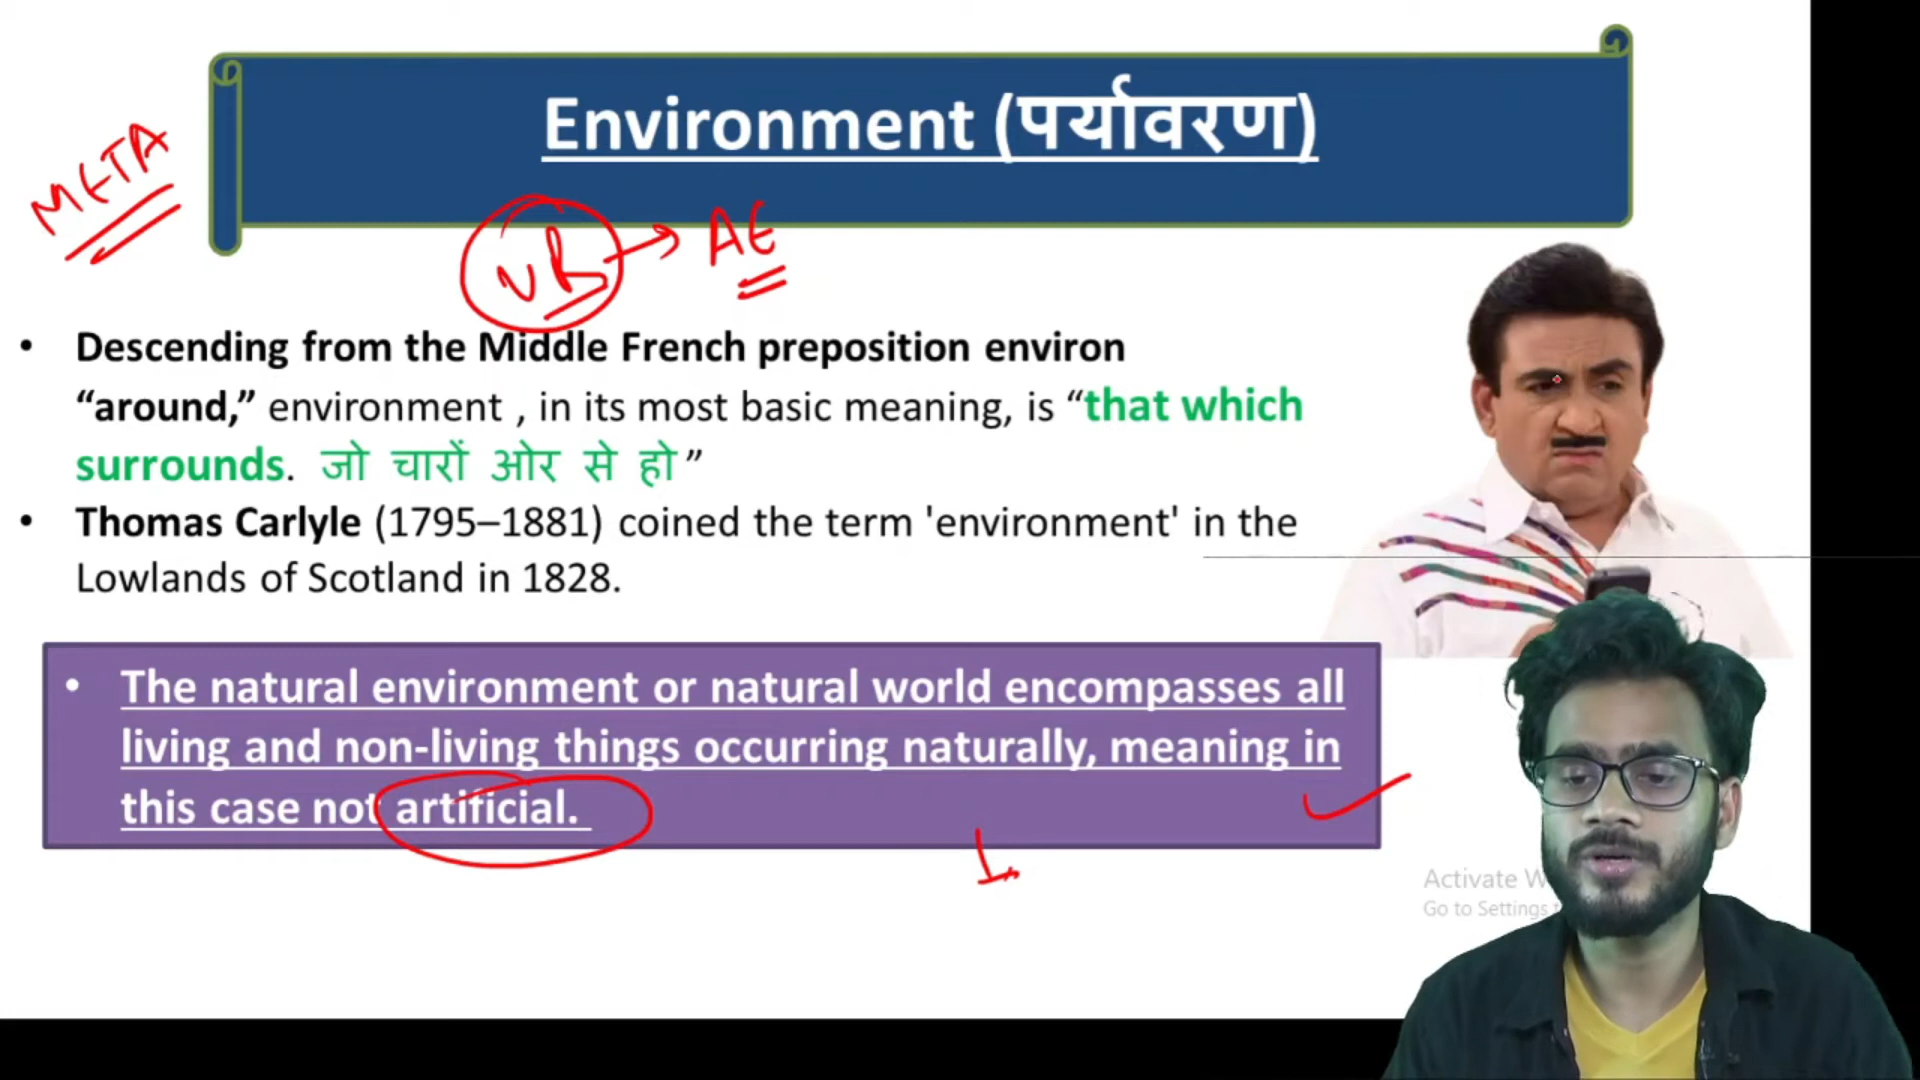 Environment (पर्यावरण)
META
VR → AE
• Descending from the Middle French preposition environ
“around,” environment , in its most basic meaning, is “that which
surrounds. जो चारों ओर से हो”
• Thomas Carlyle (1795–1881) coined the term 'environment' in the
Lowlands of Scotland in 1828.
• The natural environment or natural world encompasses all
living and non-living things occurring naturally, meaning in
this case not artificial.
Activate
Go to Settings